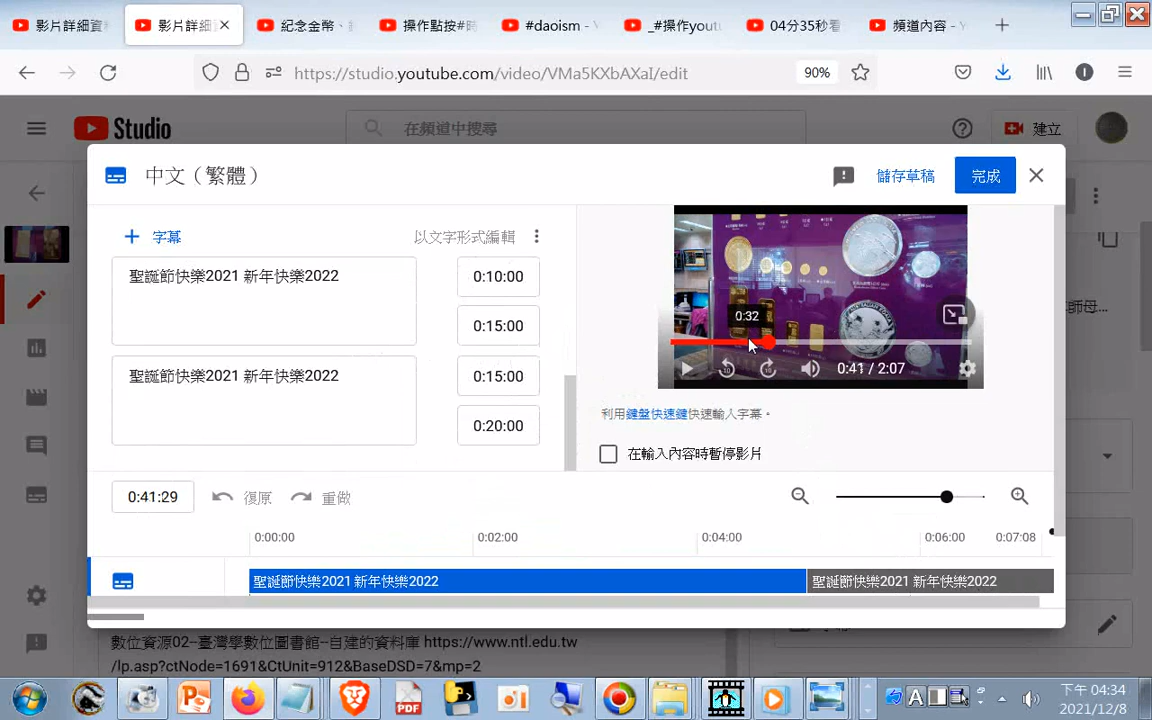 影片詳細資
影片詳細
紀念金幣、
操作點按#時
#daoism -
_#操作yout
04分35秒看
頻道內容 -
https://studio.youtube.com/video/VMa5KXbAXaI/edit
90%
Studio
在頻道中搜尋
建立
中文（繁體）
儲存草稿
完成
字幕
以文字形式編輯
聖誕節快樂2021 新年快樂2022
0:10:00
0:15:00
聖誕節快樂2021 新年快樂2022
0:15:00
0:20:00
0:32
0:41 / 2:07
利用鍵盤快速鍵快速輸入字幕。
在輸入內容時暫停影片
師母...
0:41:29
復原
重做
0:00:00
0:02:00
0:04:00
0:06:00
0:07:08
聖誕節快樂2021 新年快樂2022
聖誕節快樂2021 新年快樂2022
數位資源02--臺灣學數位圖書館--自建的資料庫 https://www.ntl.edu.tw
/lp.asp?ctNode=1691&CtUnit=912&BaseDSD=7&mp=2
下午 04:34
2021/12/8